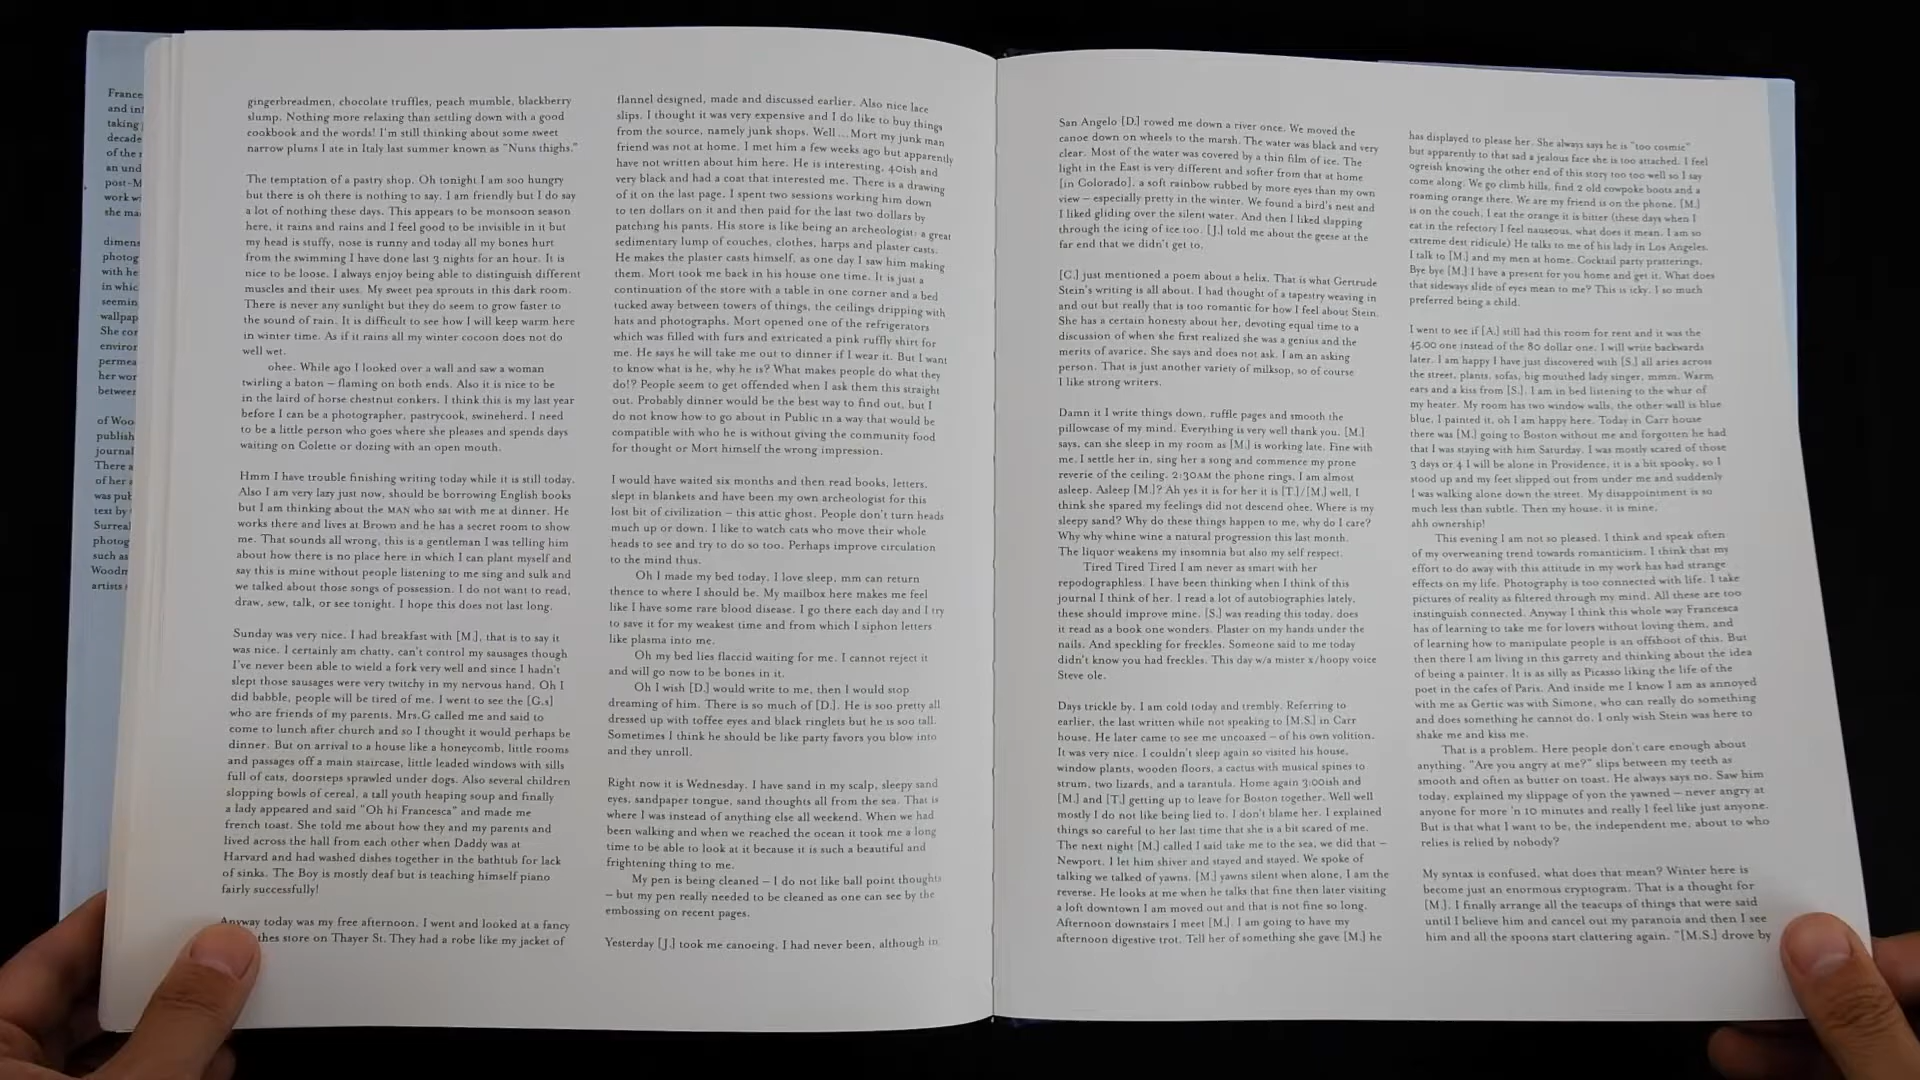 France
and in
taking
decade
of the
an und
post-M
work w
she ma
dimens
photog
with he
in whic
seemin
wallpap
She con
environ
permea
her wor
between
of Woo
publish
journal
There a
of her
was pub
text by
Surreal
photog
such as
Woodm
artists
gingerbreadmen, chocolate truffles, peach mumble, blackberry
slump. Nothing more relaxing than settling down with a good
cookbook and the words! I'm still thinking about some sweet
narrow plums I ate in Italy last summer known as "Nuns thighs."
The temptation of a pastry shop. Oh tonight I am soo hungry
but there is oh there is nothing to say. I am friendly but I do say
a lot of nothing these days. This appears to be monsoon season
here, it rains and rains and I feel good to be invisible in it but
my head is stuffy, nose is runny and today all my bones hurt
from the swimming I have done last 3 nights for an hour. It is
nice to be loose. I always enjoy being able to distinguish different
muscles and their uses. My sweet pea sprouts in this dark room.
There is never any sunlight but they do seem to grow faster to
the sound of rain. It is difficult to see how I will keep warm here
in winter time. As if it rains all my winter cocoon does not do
well wet.
ohee. While ago I looked over a wall and saw a woman
twirling a baton – flaming on both ends. Also it is nice to be
in the laird of horse chestnut conkers. I think this is my last year
before I can be a photographer, pastrycook, swineherd. I need
to be a little person who goes where she pleases and spends days
waiting on Colette or dozing with an open mouth.
Hmm I have trouble finishing writing today while it is still today.
Also I am very lazy just now, should be borrowing English books
but I am thinking about the MAN who sat with me at dinner. He
works there and lives at Brown and he has a secret room to show
me. That sounds all wrong, this is a gentleman I was telling him
about how there is no place here in which I can plant myself and
say this is mine without people listening to me sing and sulk and
we talked about those songs of possession. I do not want to read,
draw, sew, talk, or see tonight. I hope this does not last long.
Sunday was very nice. I had breakfast with [M.], that is to say it
was nice. I certainly am chatty, can't control my sausages though
I've never been able to wield a fork very well and since I hadn't
slept those sausages were very twitchy in my nervous hand. Oh I
did babble, people will be tired of me. I went to see the [G.s]
who are friends of my parents. Mrs.G called me and said to
come to lunch after church and so I thought it would perhaps be
dinner. But on arrival to a house like a honeycomb, little rooms
and passages off a main staircase, little leaded windows with sills
full of cats, doorsteps sprawled under dogs. Also several children
slopping bowls of cereal, a tall youth heaping soup and finally
a lady appeared and said "Oh hi Francesca" and made me
french toast. She told me about how they and my parents and
lived across the hall from each other when Daddy was at
Harvard and had washed dishes together in the bathtub for lack
of sinks. The Boy is mostly deaf but is teaching himself piano
fairly successfully!
Anyway today was my free afternoon. I went and looked at a fancy
thes store on Thayer St. They had a robe like my jacket of
flannel designed, made and discussed earlier. Also nice lace
slips. I thought it was very expensive and I do like to buy things
from the source, namely junk shops. Well ... Mort my junk man
friend was not at home. I met him a few weeks ago but apparently
have not written about him here. He is interesting, 40ish and
very black and had a coat that interested me. There is a drawing
of it on the last page. I spent two sessions working him down
to ten dollars on it and then paid for the last two dollars by
patching his pants. His store is like being an archeologist: a great
sedimentary lump of couches, clothes, harps and plaster casts.
He makes the plaster casts himself, as one day I saw him making
them. Mort took me back in his house one time. It is just a
continuation of the store with a table in one corner and a bed
tucked away between towers of things, the ceilings dripping with
hats and photographs. Mort opened one of the refrigerators
which was filled with furs and extricated a pink ruffly shirt for
me. He says he will take me out to dinner if I wear it. But I want
to know what is he, why he is? What makes people do what they
do!? People seem to get offended when I ask them this straight
out. Probably dinner would be the best way to find out, but I
do not know how to go about in Public in a way that would be
compatible with who he is without giving the community food
for thought or Mort himself the wrong impression.
I would have waited six months and then read books, letters,
slept in blankets and have been my own archeologist for this
lost bit of civilization – this attic ghost. People don't turn heads
much up or down. I like to watch cats who move their whole
heads to see and try to do so too. Perhaps improve circulation
to the mind thus.
Oh I made my bed today. I love sleep, mm can return
thence to where I should be. My mailbox here makes me feel
like I have some rare blood disease. I go there each day and I try
to save it for my weakest time and from which I siphon letters
like plasma into me.
Oh my bed lies flaccid waiting for me. I cannot reject it
and will go now to be bones in it.
Oh I wish [D.] would write to me, then I would stop
dreaming of him. There is so much of [D.]. He is soo pretty all
dressed up with toffee eyes and black ringlets but he is soo tall.
Sometimes I think he should be like party favors you blow into
and they unroll.
Right now it is Wednesday. I have sand in my scalp, sleepy sand
eyes, sandpaper tongue, sand thoughts all from the sea. That is
where I was instead of anything else all weekend. When we had
been walking and when we reached the ocean it took me a long
time to be able to look at it because it is such a beautiful and
frightening thing to me.
My pen is being cleaned – I do not like ball point thoughts
– but my pen really needed to be cleaned as one can see by the
embossing on recent pages.
Yesterday [J.] took me canoeing. I had never been, although in
San Angelo [D.] rowed me down a river once. We moved the
canoe down on wheels to the marsh. The water was black and very
clear. Most of the water was covered by a thin film of ice. The
light in the East is very different and softer from that at home
[in Colorado], a soft rainbow rubbed by more eyes than my own
view – especially pretty in the winter. We found a bird's nest and
I liked gliding over the silent water. And then I liked slapping
through the icing of ice too. [J.] told me about the geese at the
far end that we didn't get to.
[C.] just mentioned a poem about a helix. That is what Gertrude
Stein's writing is all about. I had thought of a tapestry weaving in
and out but really that is too romantic for how I feel about Stein.
She has a certain honesty about her, devoting equal time to a
discussion of when she first realized she was a genius and the
merits of avarice. She says and does not ask. I am an asking
person. That is just another variety of milksop, so of course
I like strong writers.
Damn it I write things down, ruffle pages and smooth the
pillowcase of my mind. Everything is very well thank you. [M.]
says, can she sleep in my room as [M.] is working late. Fine with
me. I settle her in, sing her a song and commence my prone
reverie of the ceiling. 2:30AM the phone rings, I am almost
asleep. Asleep [M.]? Ah yes it is for her it is [T.]/[M.] well, I
think she spared my feelings did not descend ohee. Where is my
sleepy sand? Why do these things happen to me, why do I care?
Why why whine wine a natural progression this last month.
The liquor weakens my insomnia but also my self respect.
Tired Tired Tired I am never as smart with her
repodographless. I have been thinking when I think of this
journal I think of her. I read a lot of autobiographies lately,
these should improve mine. [S.] was reading this today, does
it read as a book one wonders. Plaster on my hands under the
nails. And speckling for freckles. Someone said to me today
didn't know you had freckles. This day w/a mister x/hoopy voice
Steve ole.
Days trickle by. I am cold today and trembly. Referring to
earlier, the last written while not speaking to [M.S.] in Carr
house. He later came to see me uncoaxed – of his own volition.
It was very nice. I couldn't sleep again so visited his house,
window plants, wooden floors, a cactus with musical spines to
strum, two lizards, and a tarantula. Home again 3:00ish and
[M.] and [T.] getting up to leave for Boston together. Well well
mostly I do not like being lied to. I don't blame her. I explained
things so careful to her last time that she is a bit scared of me.
The next night [M.] called I said take me to the sea, we did that –
Newport. I let him shiver and stayed and stayed. We spoke of
talking we talked of yawns. [M.] yawns silent when alone, I am the
reverse. He looks at me when he talks that fine then later visiting
a loft downtown I am moved out and that is not fine so long.
Afternoon downstairs I meet [M.]. I am going to have my
afternoon digestive trot. Tell her of something she gave [M.] he
has displayed to please her. She always says he is "too cosmic"
but apparently to that sad a jealous face she is too attached. I feel
ogreish knowing the other end of this story too too well so I say
come along. We go climb hills, find 2 old cowpoke boots and a
roaming orange there. We are my friend is on the phone. [M.]
is on the couch, I eat the orange it is bitter (these days when I
eat in the refectory I feel nauseous, what does it mean. I am so
extreme dest ridicule) He talks to me of his lady in Los Angeles.
I talk to [M.] and my men at home. Cocktail party pratterings.
Bye bye [M.] I have a present for you home and get it. What does
that sideways slide of eyes mean to me? This is icky. I so much
preferred being a child.
I went to see if [A.] still had this room for rent and it was the
45.00 one instead of the 80 dollar one. I will write backwards
later. I am happy I have just discovered with [S.] all aries across
the street, plants, sofas, big mouthed lady singer, mmm. Warm
ears and a kiss from [S.]. I am in bed listening to the whur of
my heater. My room has two window walls, the other wall is blue
blue, I painted it, oh I am happy here. Today in Carr house
there was [M.] going to Boston without me and forgotten he had
that I was staying with him Saturday. I was mostly scared of those
3 days or 4 I will be alone in Providence, it is a bit spooky, so I
stood up and my feet slipped out from under me and suddenly
I was walking alone down the street. My disappointment is so
much less than subtle. Then my house, it is mine,
ahh ownership!
This evening I am not so pleased. I think and speak often
of my overweaning trend towards romanticism. I think that my
effort to do away with this attitude in my work has had strange
effects on my life. Photography is too connected with life. I take
pictures of reality as filtered through my mind. All these are too
instinguish connected. Anyway I think this whole way Francesca
has of learning to take me for lovers without loving them, and
of learning how to manipulate people is an offshoot of this. But
then there I am living in this garrety and thinking about the idea
of being a painter. It is as silly as Picasso liking the life of the
poet in the cafes of Paris. And inside me I know I am as annoyed
with me as Gertic was with Simone, who can really do something
and does something he cannot do. I only wish Stein was here to
shake me and kiss me.
That is a problem. Here people don't care enough about
anything. "Are you angry at me?" slips between my teeth as
smooth and often as butter on toast. He always says no. Saw him
today, explained my slippage of yon the yawned – never angry at
anyone for more 'n 10 minutes and really I feel like just anyone.
But is that what I want to be, the independent me, about to who
relies is relied by nobody?
My syntax is confused, what does that mean? Winter here is
become just an enormous cryptogram. That is a thought for
[M.]. I finally arrange all the teacups of things that were said
until I believe him and cancel out my paranoia and then I see
him and all the spoons start clattering again. "[M.S.] drove by